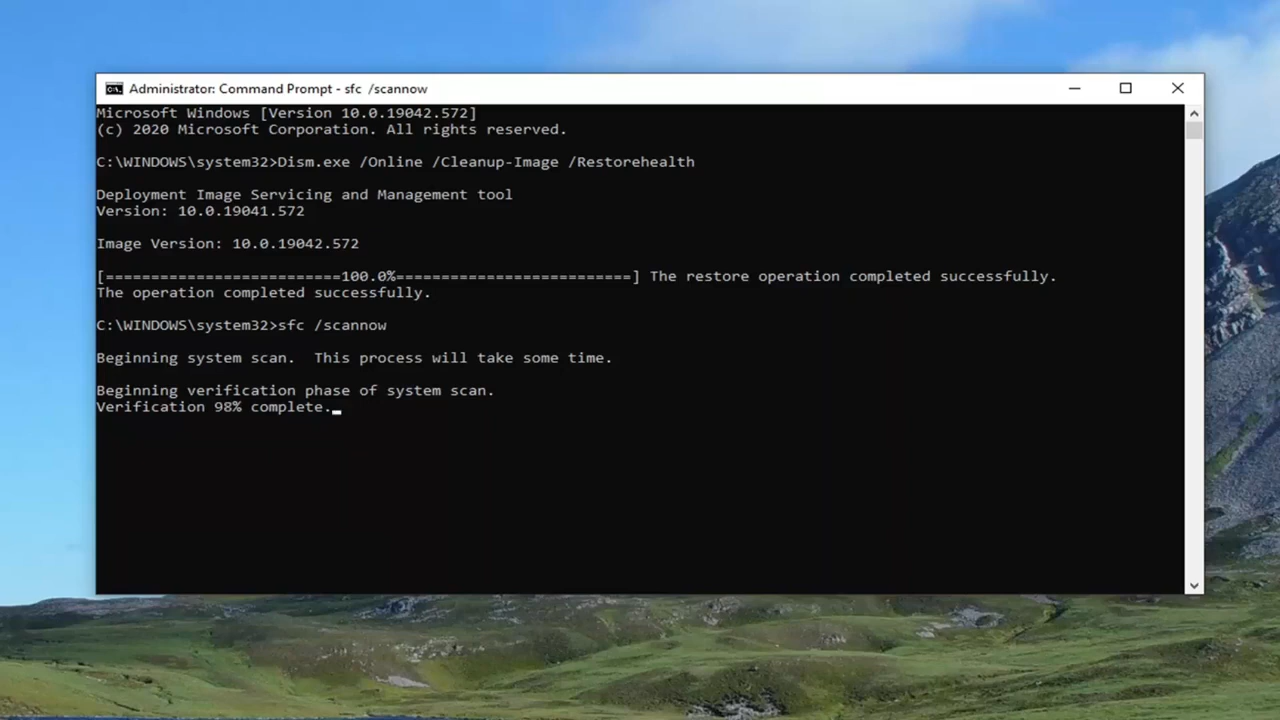 Administrator: Command Prompt - sfc  /scannow
Microsoft Windows [Version 10.0.19042.572]
(c) 2020 Microsoft Corporation. All rights reserved.
C:\WINDOWS\system32>Dism.exe /Online /Cleanup-Image /Restorehealth
Deployment Image Servicing and Management tool
Version: 10.0.19041.572
Image Version: 10.0.19042.572
[==========================100.0%==========================] The restore operation completed successfully.
The operation completed successfully.
C:\WINDOWS\system32>sfc /scannow
Beginning system scan.  This process will take some time.
Beginning verification phase of system scan.
Verification 98% complete.